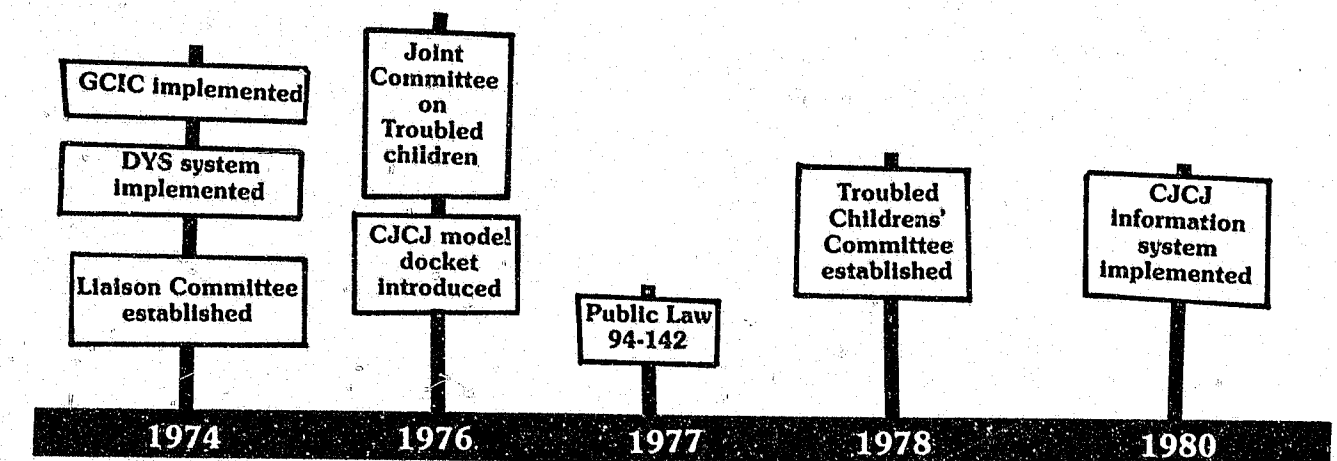 GCIC implemented
DYS system
implemented
Liaison Committee
established
Joint
Committee
on
Troubled
children
CJCJ model
docket
introduced
Public Law
94-142
Troubled
Childrens'
Committee
established
CJCJ
information
system
implemented
1974
1976
1977
1978
1980